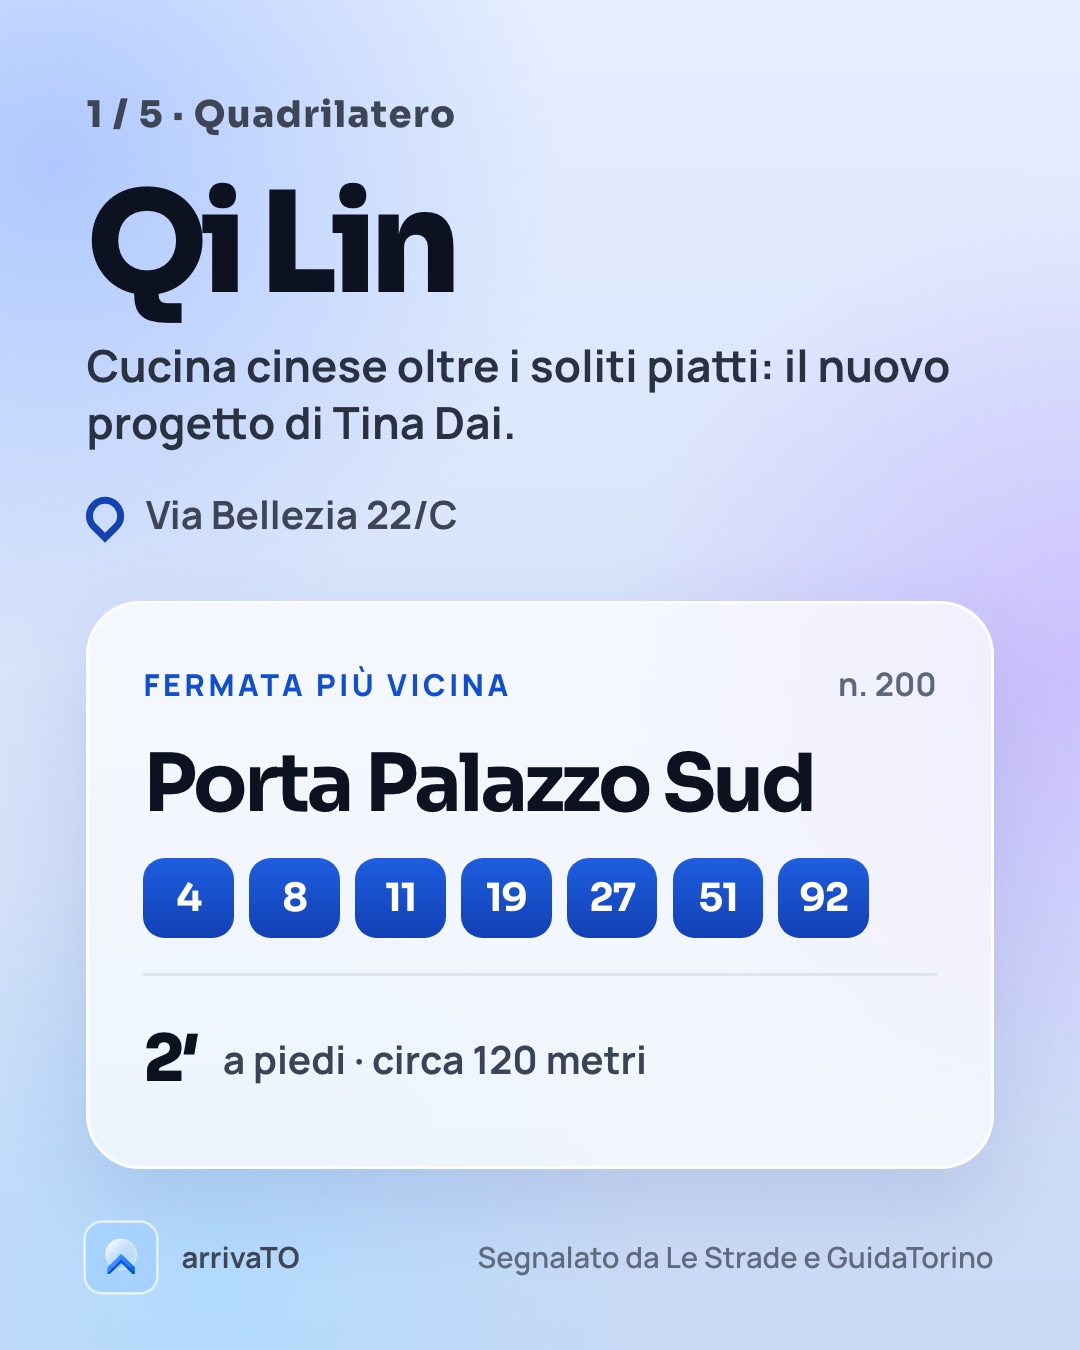 1 / 5 · Quadrilatero
Qi Lin
Cucina cinese oltre i soliti piatti: il nuovo
progetto di Tina Dai.
Via Bellezia 22/C
FERMATA PIÙ VICINA n. 200
Porta Palazzo Sud
4 8 11 19 27 51 92
2′ a piedi · circa 120 metri
arrivaTO Segnalato da Le Strade e GuidaTorino